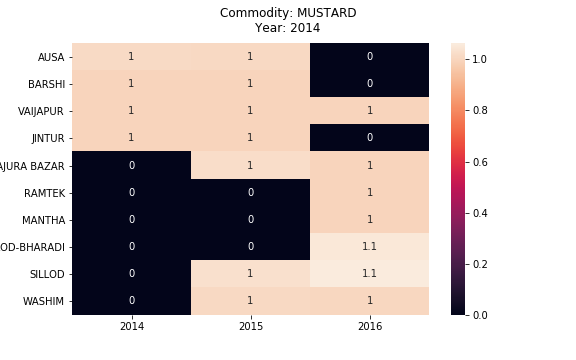 Commodity: MUSTARD
Year: 2014
AUSA 1 1 0
BARSHI 1 1 0
VAIJAPUR 1 1 1
JINTUR 1 1 0
AJURA BAZAR 0 1 1
RAMTEK 0 0 1
MANTHA 0 0 1
OD-BHARADI 0 0 1.1
SILLOD 0 1 1.1
WASHIM 0 1 1
2014 2015 2016
1.0
0.8
0.6
0.4
0.2
0.0